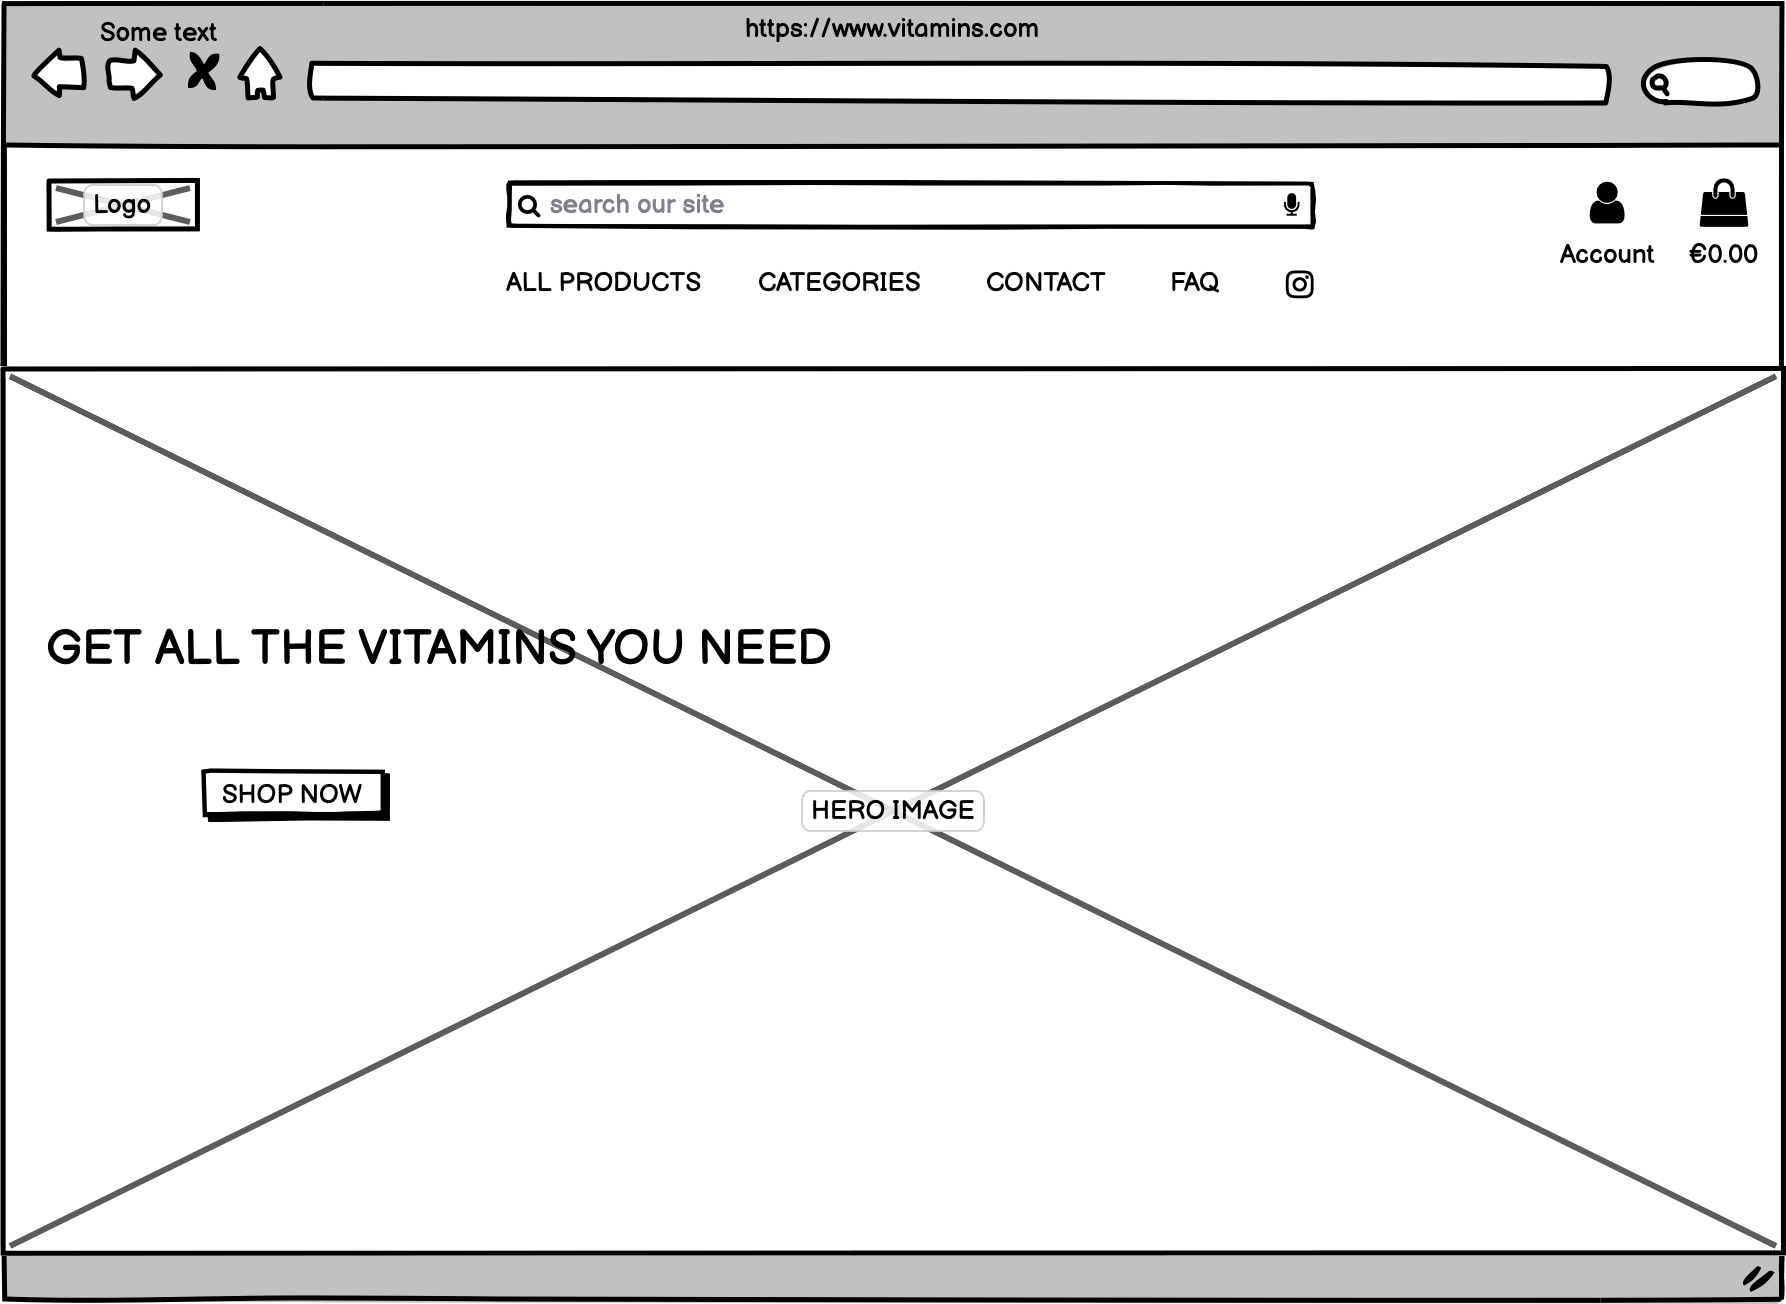 Some text
https://www.vitamins.com
Logo
search our site
Account
€0.00
ALL PRODUCTS CATEGORIES CONTACT FAQ
GET ALL THE VITAMINS YOU NEED
SHOP NOW
HERO IMAGE